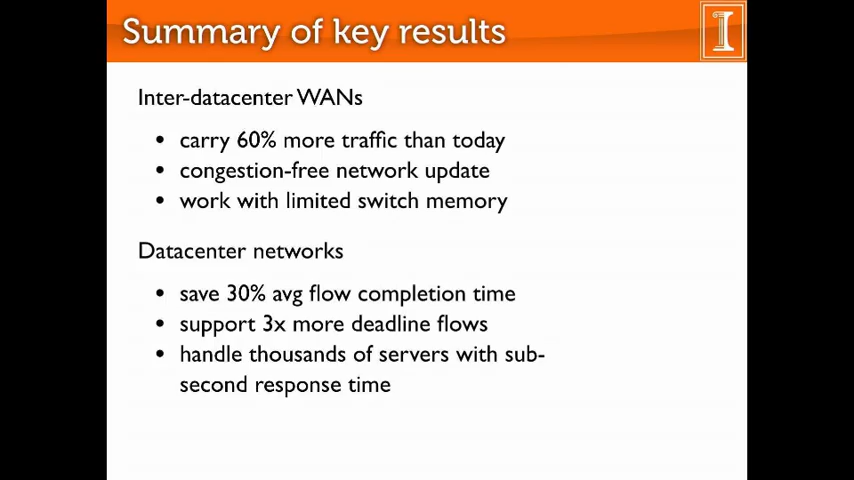 Summary of key results
Inter-datacenter WANs
• carry 60% more traffic than today
• congestion-free network update
• work with limited switch memory
Datacenter networks
• save 30% avg flow completion time
• support 3x more deadline flows
• handle thousands of servers with sub-
second response time